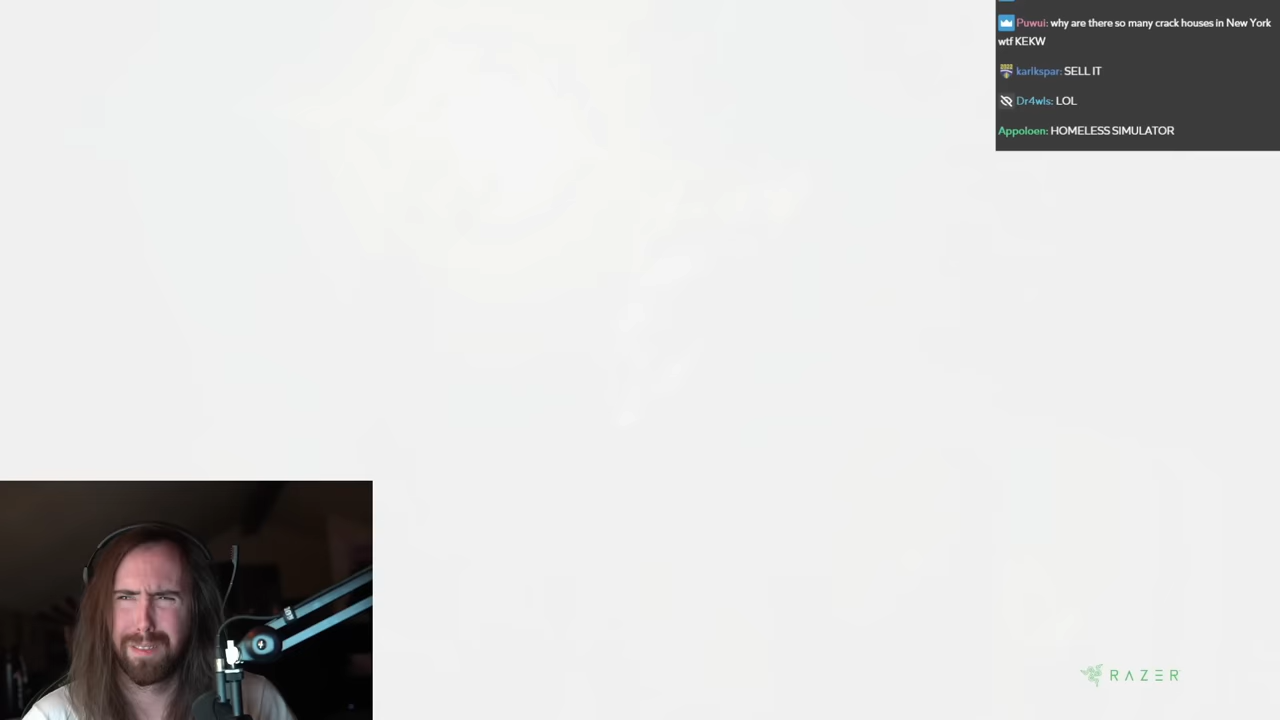 Puwui: why are there so many crack houses in New York
wtf KEKW
karlkspar: SELL IT
Dr4wls: LOL
Appoloen: HOMELESS SIMULATOR
RAZER